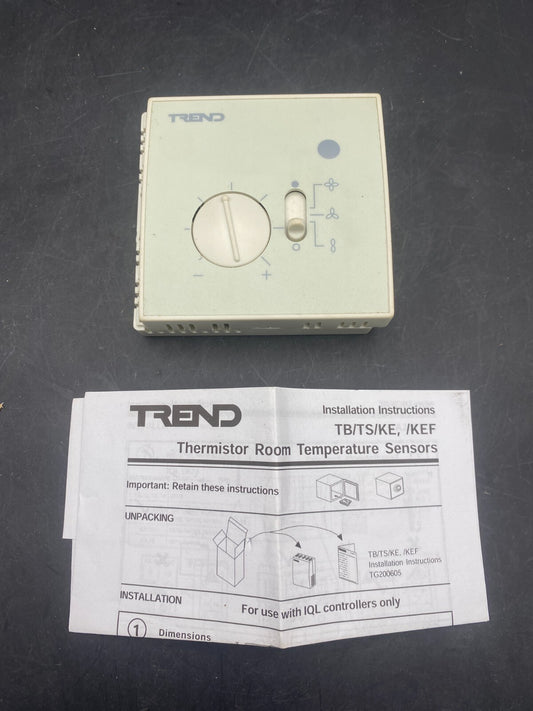 TREND
− +
TREND
Installation Instructions
TB/TS/KE, /KEF
Thermistor Room Temperature Sensors
Important: Retain these instructions
UNPACKING
TB/TS/KE, /KEF
Installation Instructions
TG200605
INSTALLATION
For use with IQL controllers only
1 Dimensions